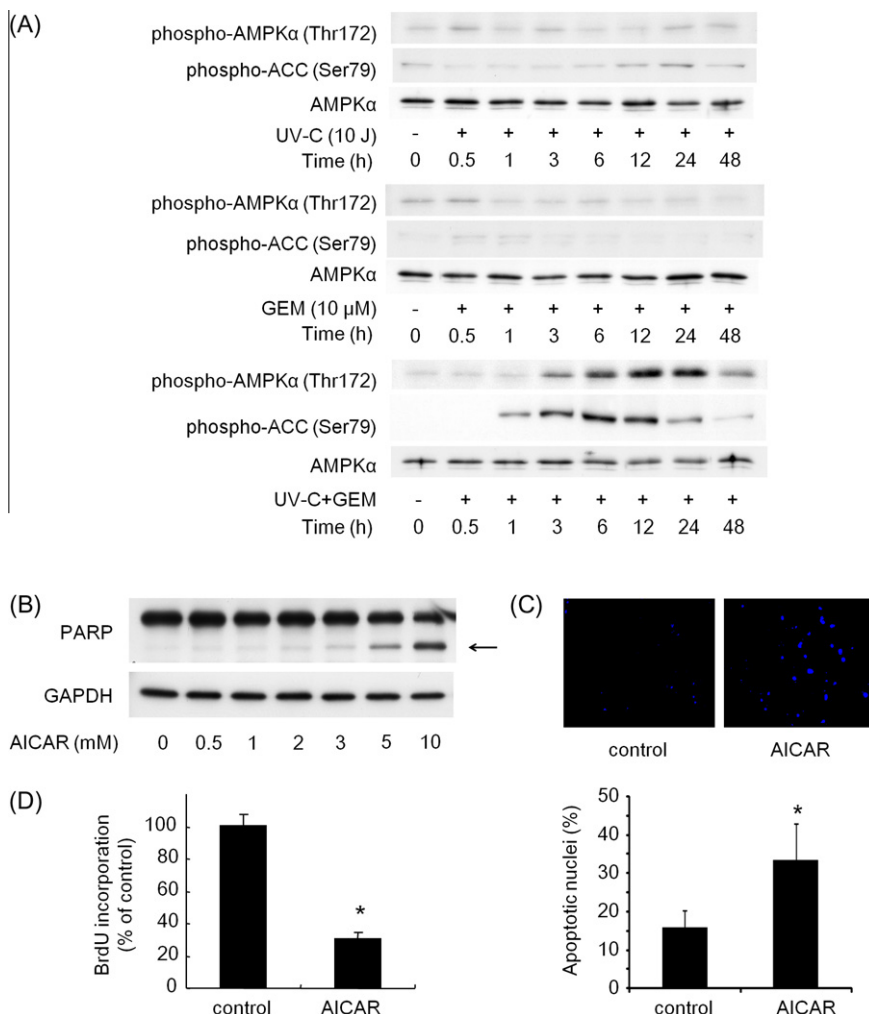 (A)
phospho-AMPKα (Thr172)
phospho-ACC (Ser79)
AMPKα
UV-C (10 J) - + + + + + + +
Time (h) 0 0.5 1 3 6 12 24 48
phospho-AMPKα (Thr172)
phospho-ACC (Ser79)
AMPKα
GEM (10 μM) - + + + + + + +
Time (h) 0 0.5 1 3 6 12 24 48
phospho-AMPKα (Thr172)
phospho-ACC (Ser79)
AMPKα
UV-C+GEM - + + + + + + +
Time (h) 0 0.5 1 3 6 12 24 48
(B)
PARP
GAPDH
AICAR (mM) 0 0.5 1 2 3 5 10
(C)
control AICAR
Apoptotic nuclei (%)
50
40
30
20
10
0
*
control AICAR
(D)
BrdU incorporation
(% of control)
100
80
60
40
20
0
*
control AICAR